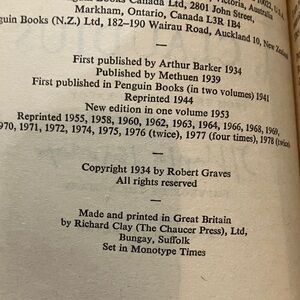 10022, U.S.A.
Victoria, Australia
Books Canada Ltd, 2801 John Street,
Markham, Ontario, Canada L3R 1B4
guin Books (N.Z.) Ltd, 182–190 Wairau Road, Auckland 10, New Zealand
—
First published by Arthur Barker 1934
Published by Methuen 1939
First published in Penguin Books (in two volumes) 1941
Reprinted 1944
New edition in one volume 1953
Reprinted 1955, 1958, 1960, 1962, 1963, 1964, 1966, 1968, 1969,
970, 1971, 1972, 1974, 1975, 1976 (twice), 1977 (four times), 1978 (twice)
—
Copyright 1934 by Robert Graves
All rights reserved
—
Made and printed in Great Britain
by Richard Clay (The Chaucer Press), Ltd,
Bungay, Suffolk
Set in Monotype Times